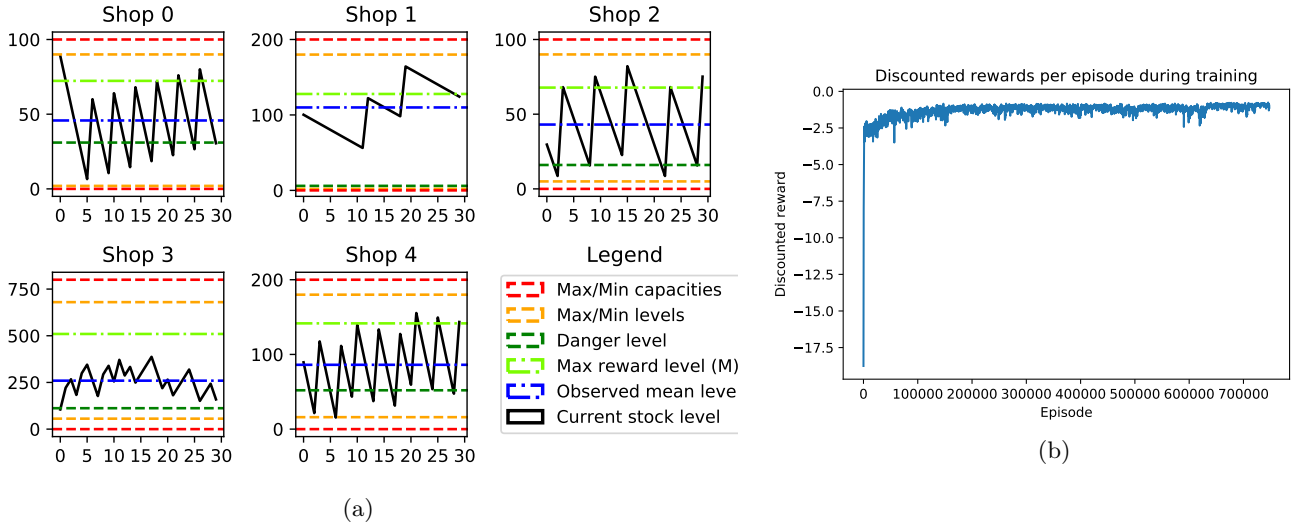 Shop 0
Shop 1
Shop 2
100
50
0
0 5 10 15 20 25 30
200
100
0
0 5 10 15 20 25 30
100
50
0
0 5 10 15 20 25 30
Shop 3
Shop 4
Legend
750
500
250
0
0 5 10 15 20 25 30
200
100
0
0 5 10 15 20 25 30
Max/Min capacities
Max/Min levels
Danger level
Max reward level (M)
Observed mean leve
Current stock level
(a)
Discounted rewards per episode during training
Discounted reward
0.0
−2.5
−5.0
−7.5
−10.0
−12.5
−15.0
−17.5
0 100000 200000 300000 400000 500000 600000 700000
Episode
(b)